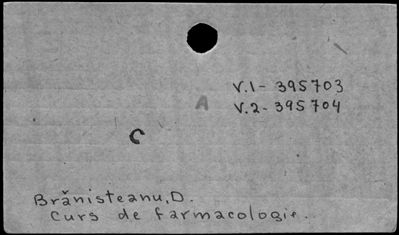 V.1- 395703
A
V.2- 395704
C
Brănisteanu, D.
Curs de farmacologie.